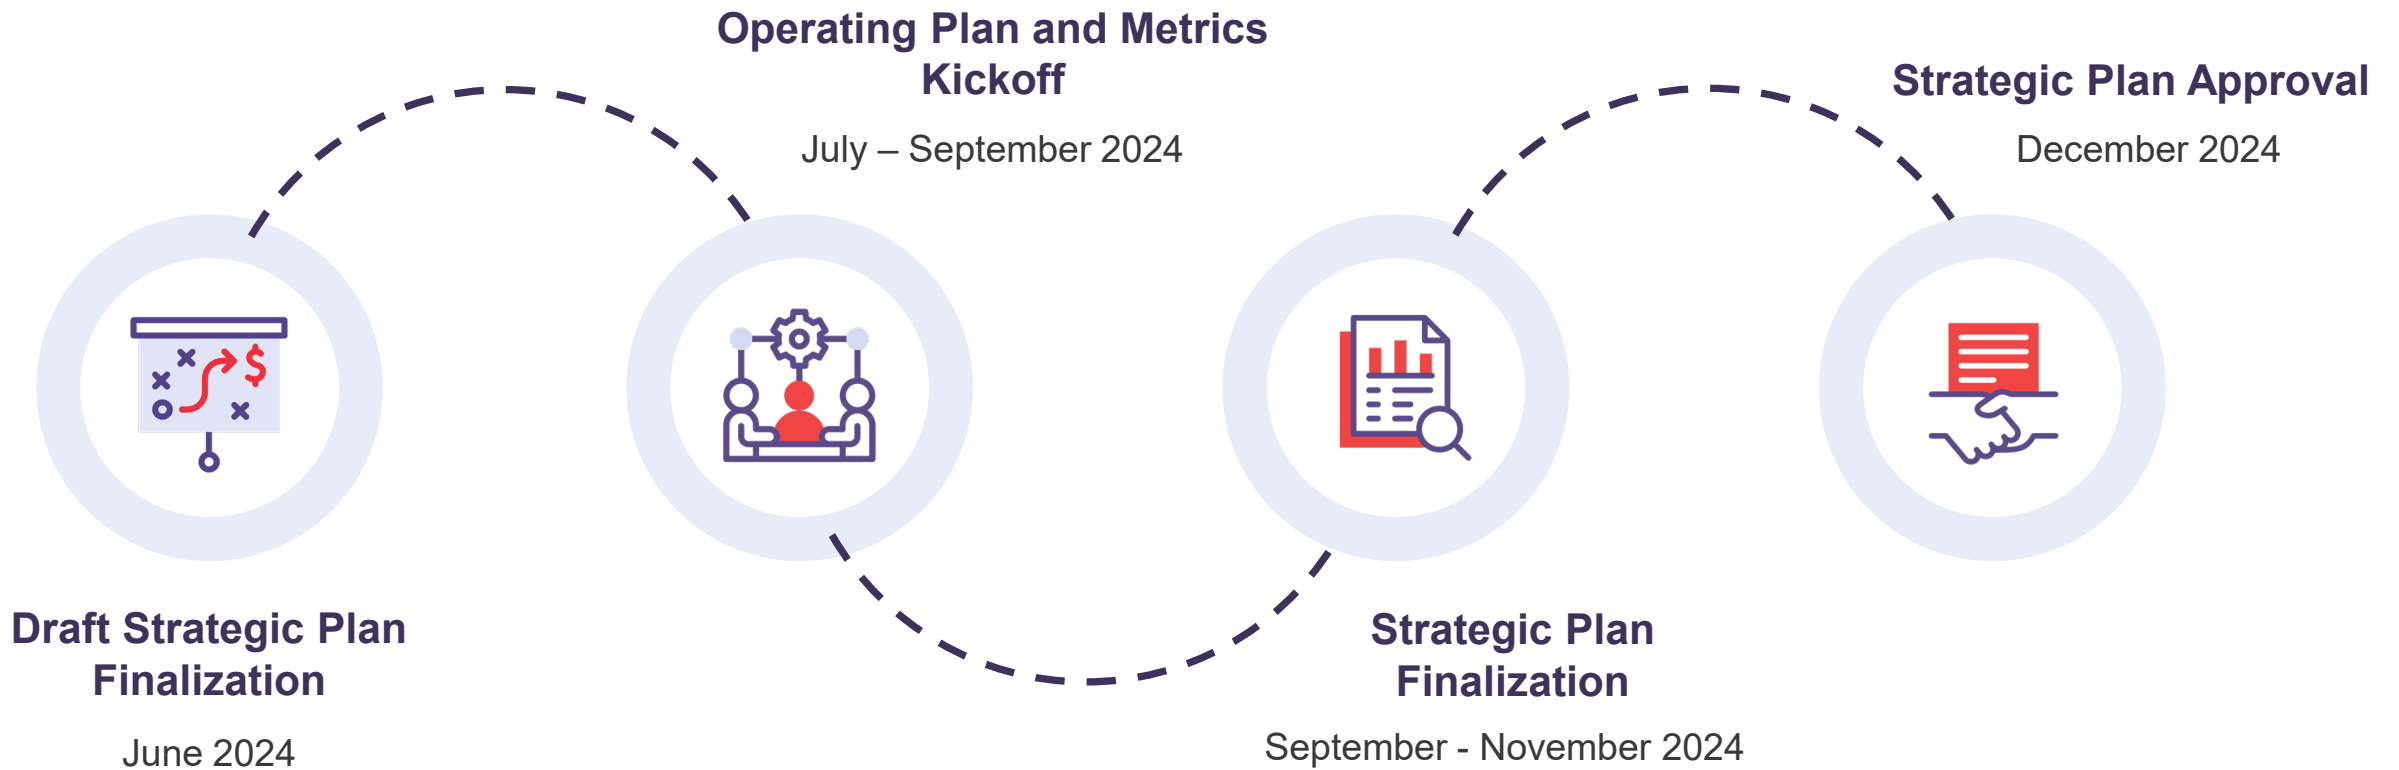 Draft Strategic Plan
Finalization
June 2024
Operating Plan and Metrics
Kickoff
July – September 2024
Strategic Plan
Finalization
September - November 2024
Strategic Plan Approval
December 2024